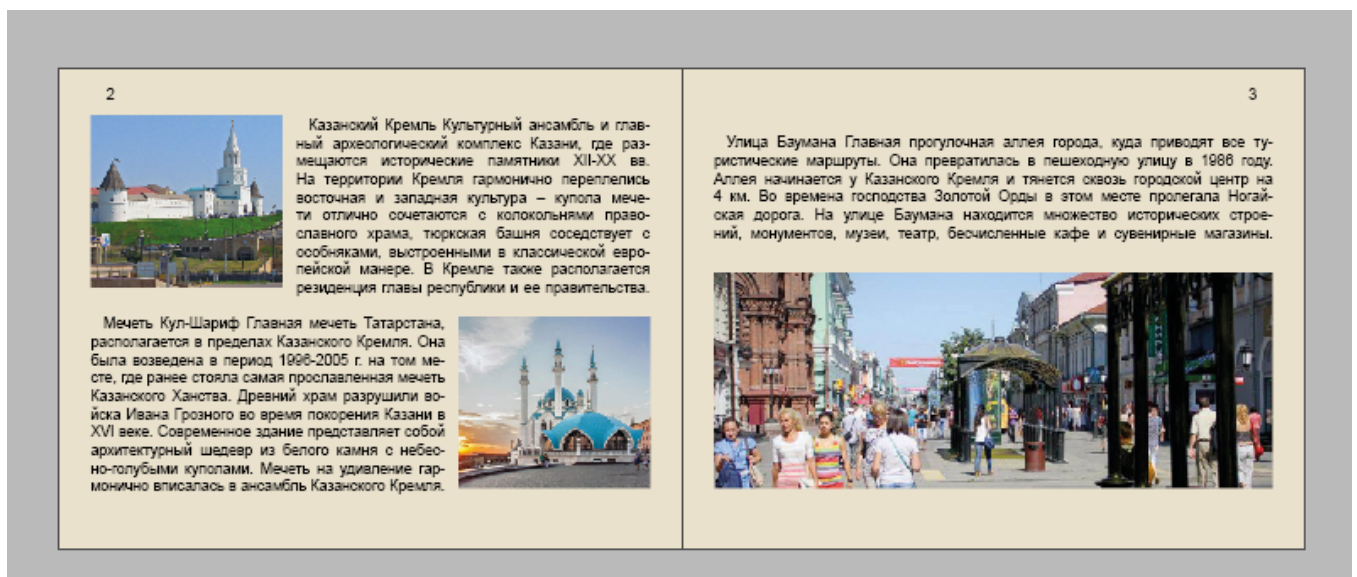 2
Казанский Кремль Культурный ансамбль и глав-
ный археологический комплекс Казани, где раз-
мещаются исторические памятники XII-XX вв.
На территории Кремля гармонично переплелись
восточная и западная культура – купола мече-
ти отлично сочетаются с колокольнями право-
славного храма, тюркская башня соседствует с
особняками, выстроенными в классической евро-
пейской манере. В Кремле также располагается
резиденция главы республики и ее правительства.
Мечеть Кул-Шариф Главная мечеть Татарстана,
располагается в пределах Казанского Кремля. Она
была возведена в период 1996-2005 г. на том ме-
сте, где ранее стояла самая прославленная мечеть
Казанского Ханства. Древний храм разрушили во-
йска Ивана Грозного во время покорения Казани в
XVI веке. Современное здание представляет собой
архитектурный шедевр из белого камня с небес-
но-голубыми куполами. Мечеть на удивление гар-
монично вписалась в ансамбль Казанского Кремля.
3
Улица Баумана Главная прогулочная аллея города, куда приводят все ту-
ристические маршруты. Она превратилась в пешеходную улицу в 1986 году.
Аллея начинается у Казанского Кремля и тянется сквозь городской центр на
4 км. Во времена господства Золотой Орды в этом месте пролегала Ногай-
ская дорога. На улице Баумана находится множество исторических строе-
ний, монументов, музеи, театр, бесчисленные кафе и сувенирные магазины.